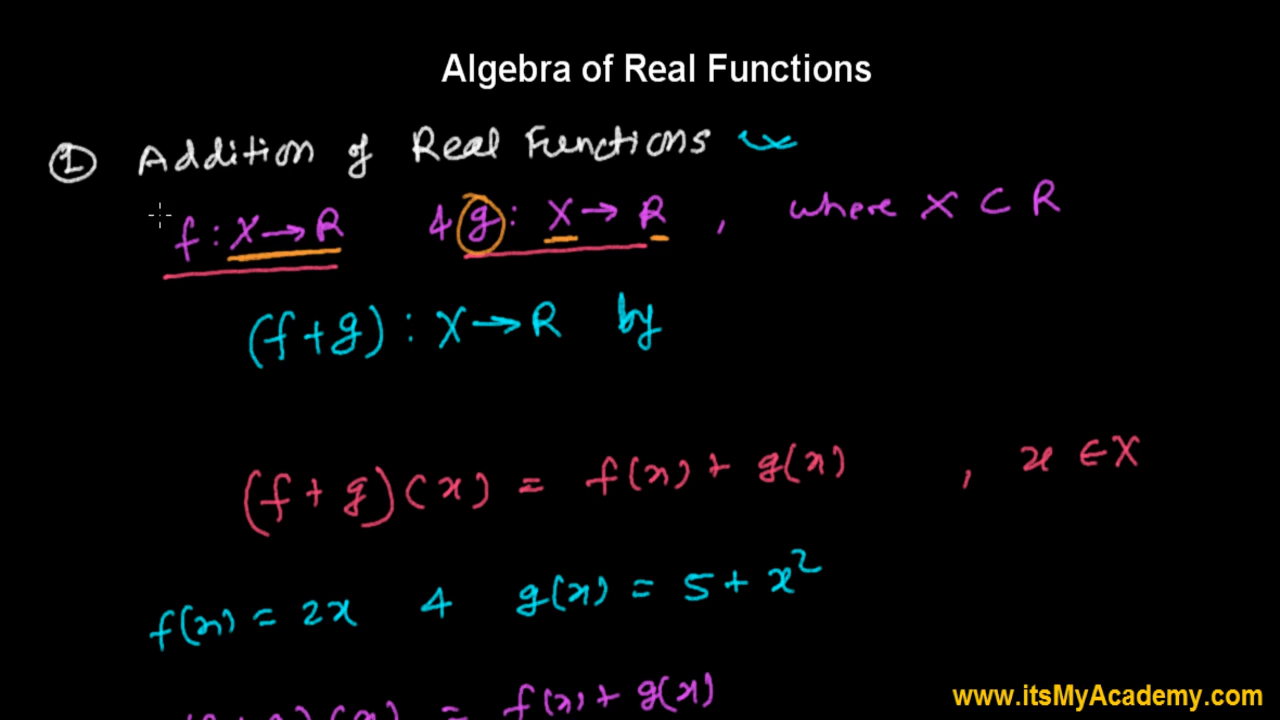 Algebra of Real Functions
① Addition of Real Functions
f : X → R & g : X → R , where X ⊂ R
(f+g) : X → R by
(f+g)(x) = f(x) + g(x) , x ∈ X
f(x) = 2x & g(x) = 5 + x²
(f+g)(x) = f(x) + g(x)
www.itsMyAcademy.com